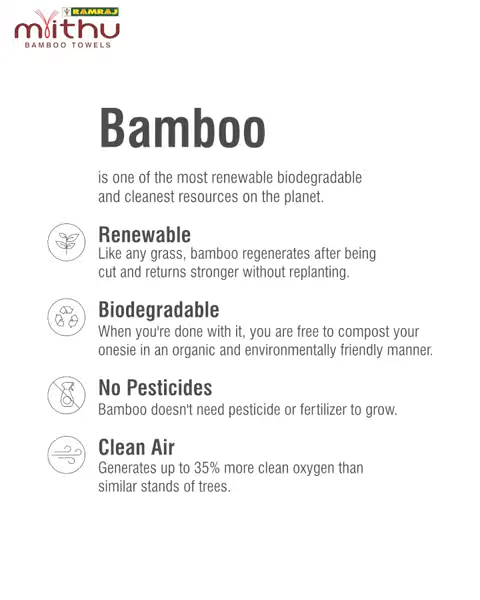 RAMRAJ
mithu
BAMBOO TOWELS
Bamboo
is one of the most renewable biodegradable
and cleanest resources on the planet.
Renewable
Like any grass, bamboo regenerates after being
cut and returns stronger without replanting.
Biodegradable
When you're done with it, you are free to compost your
onesie in an organic and environmentally friendly manner.
No Pesticides
Bamboo doesn't need pesticide or fertilizer to grow.
Clean Air
Generates up to 35% more clean oxygen than
similar stands of trees.